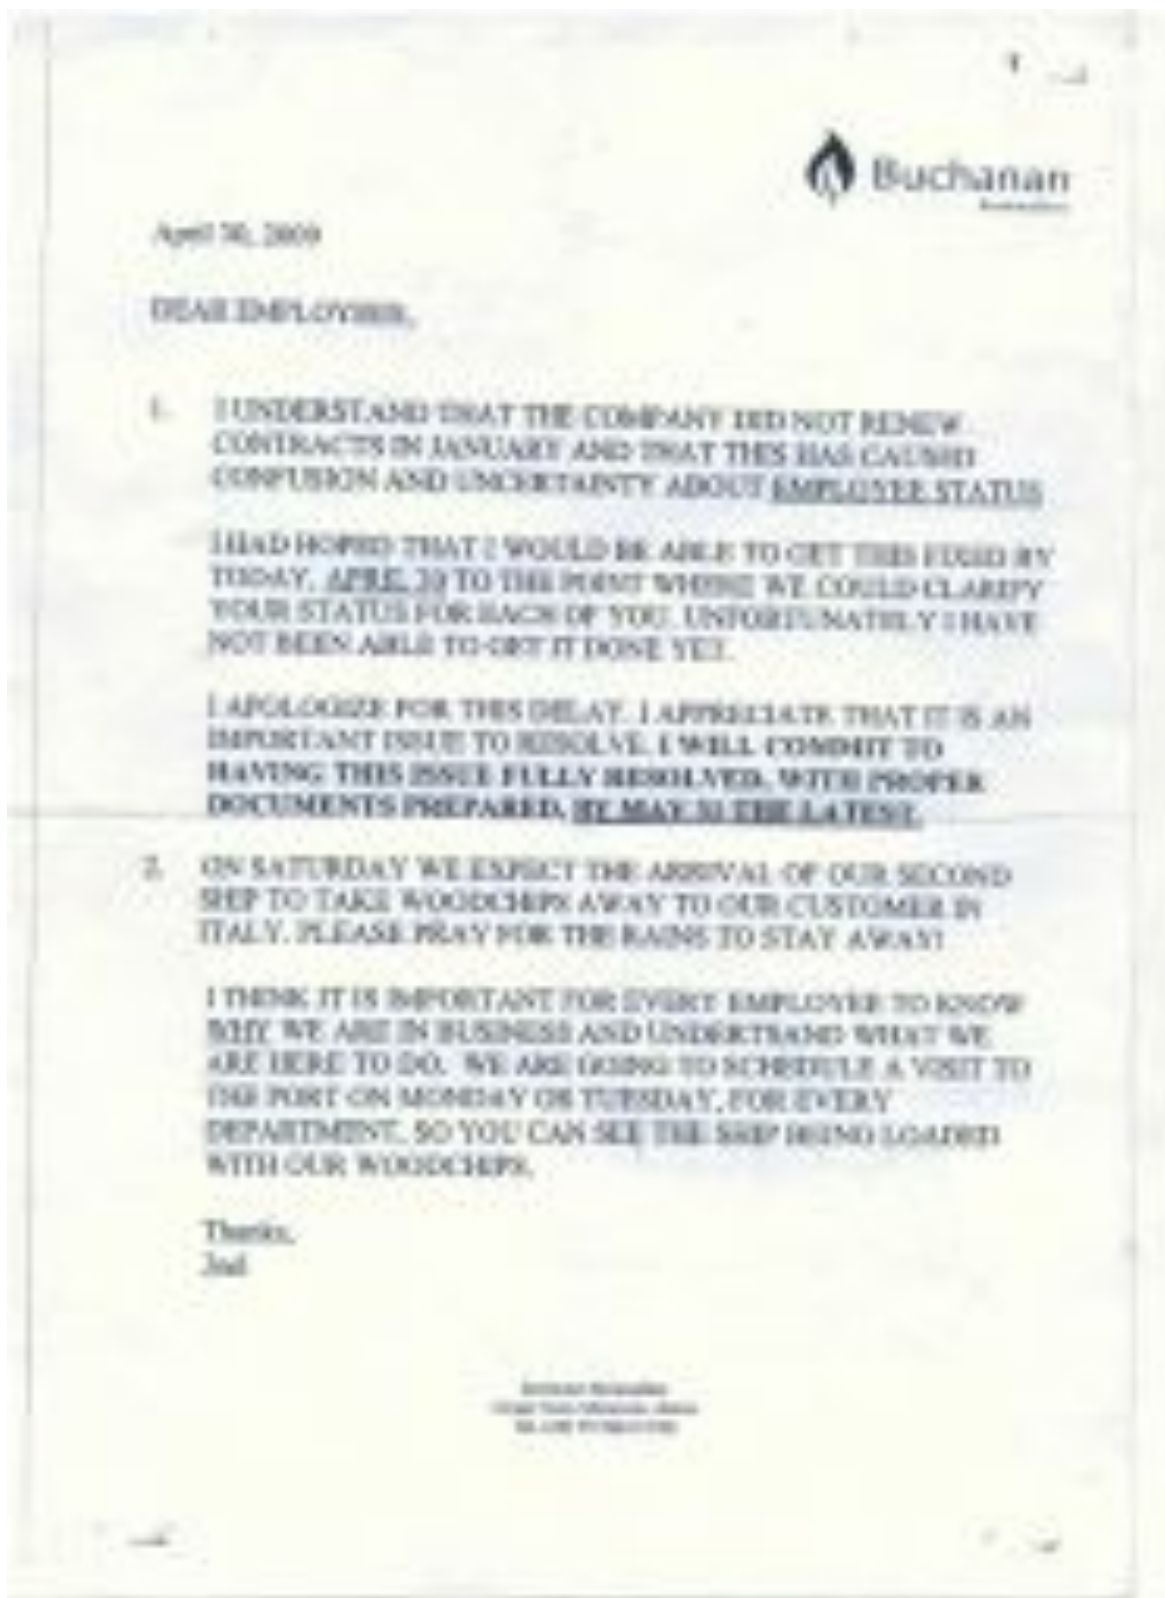 Buchanan
April 30, 2009
DEAR EMPLOYEES,
1. I UNDERSTAND THAT THE COMPANY DID NOT RENEW
CONTRACTS IN JANUARY AND THAT THIS HAS CAUSED
CONFUSION AND UNCERTAINTY ABOUT EMPLOYEE STATUS
I HAD HOPED THAT I WOULD BE ABLE TO GET THIS FIXED BY
TODAY, APRIL 30 TO THE POINT WHERE WE COULD CLARIFY
YOUR STATUS FOR EACH OF YOU. UNFORTUNATELY I HAVE
NOT BEEN ABLE TO GET IT DONE YET.
I APOLOGIZE FOR THIS DELAY. I APPRECIATE THAT IT IS AN
IMPORTANT ISSUE TO RESOLVE. I WILL COMMIT TO
HAVING THIS ISSUE FULLY RESOLVED, WITH PROPER
DOCUMENTS PREPARED, BY MAY 31 THE LATEST.
2. ON SATURDAY WE EXPECT THE ARRIVAL OF OUR SECOND
SHIP TO TAKE WOODCHIPS AWAY TO OUR CUSTOMER IN
ITALY. PLEASE PRAY FOR THE RAINS TO STAY AWAY!
I THINK IT IS IMPORTANT FOR EVERY EMPLOYEE TO KNOW
WHY WE ARE IN BUSINESS AND UNDERTSAND WHAT WE
ARE HERE TO DO. WE ARE GOING TO SCHEDULE A VISIT TO
THE PORT ON MONDAY OR TUESDAY, FOR EVERY
DEPARTMENT, SO YOU CAN SEE THE SHIP BEING LOADED
WITH OUR WOODCHIPS.
Thanks,